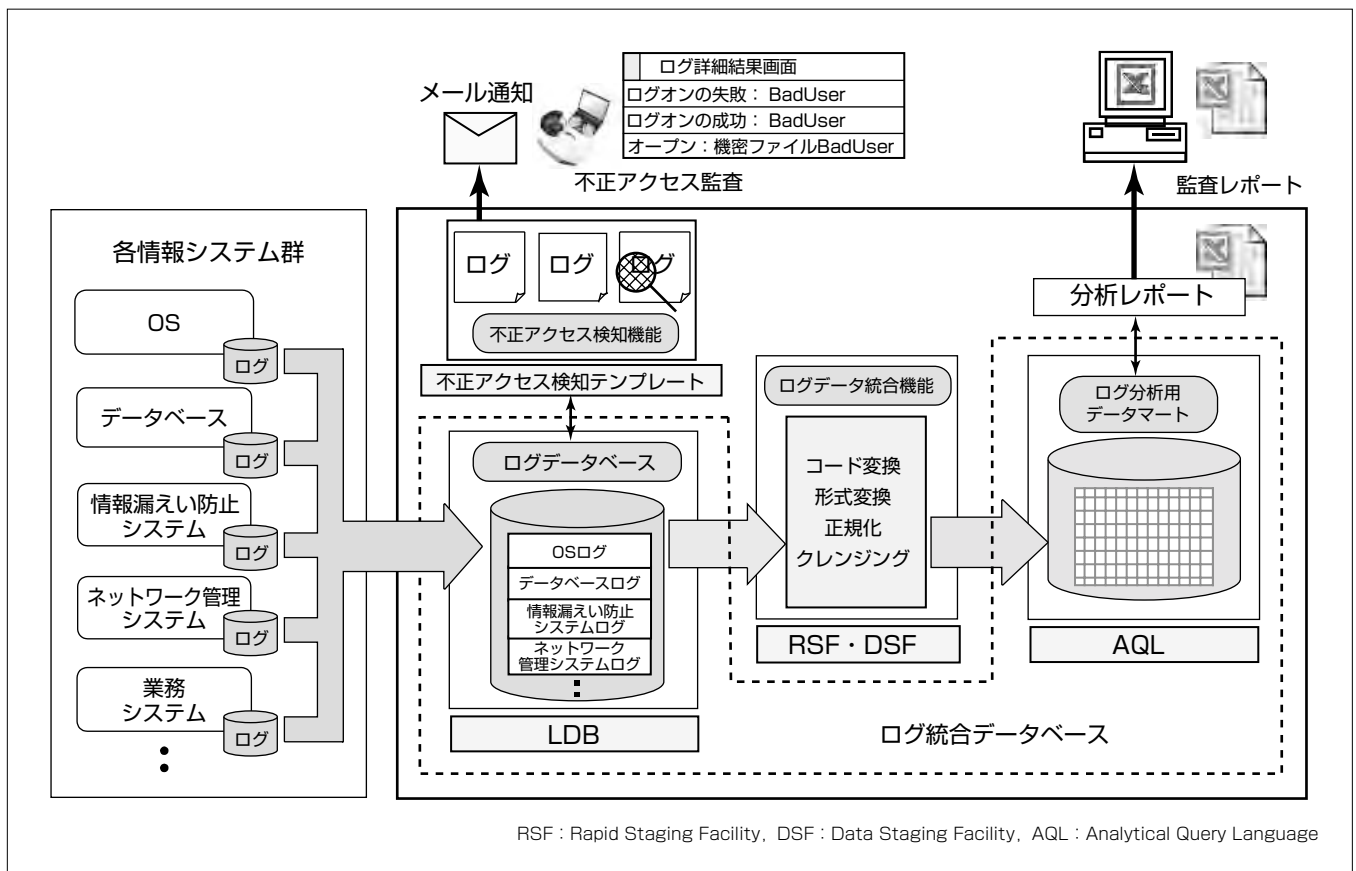 メール通知
ログ詳細結果画面
ログオンの失敗： BadUser
ログオンの成功： BadUser
オープン：機密ファイルBadUser
不正アクセス監査
監査レポート
各情報システム群
OS
ログ
データベース
ログ
情報漏えい防止
システム
ログ
ネットワーク管理
システム
ログ
業務
システム
ログ
ログ
ログ
ログ
不正アクセス検知機能
不正アクセス検知テンプレート
ログデータベース
OSログ
データベースログ
情報漏えい防止
システムログ
ネットワーク
管理システムログ
LDB
ログデータ統合機能
コード変換
形式変換
正規化
クレンジング
RSF・DSF
分析レポート
ログ分析用
データマート
AQL
ログ統合データベース
RSF：Rapid Staging Facility, DSF：Data Staging Facility, AQL：Analytical Query Language